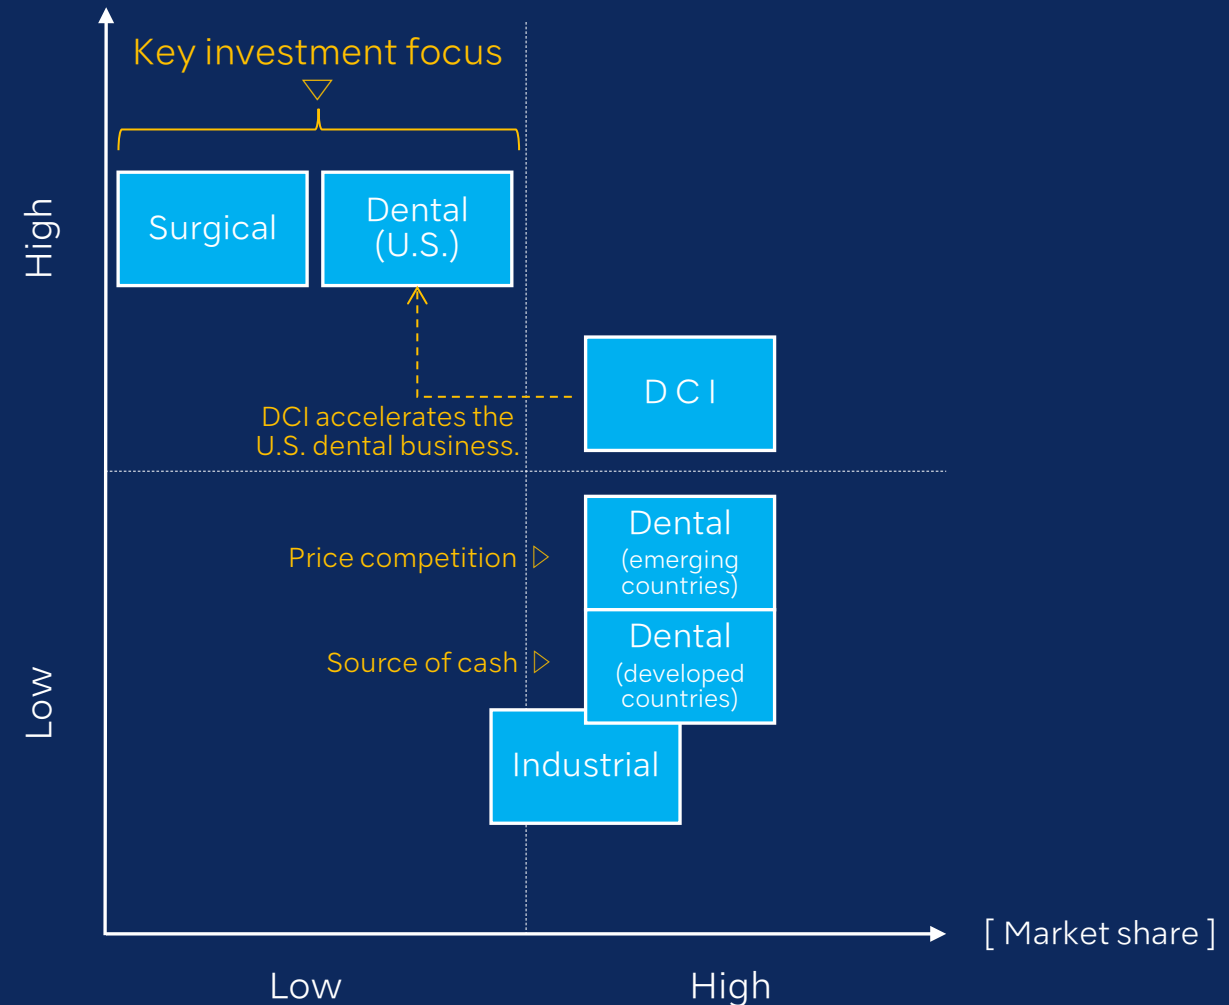 Key investment focus
High
Surgical
Dental
(U.S.)
D C I
DCI accelerates the
U.S. dental business.
Price competition
Dental
(emerging
countries)
Source of cash
Dental
(developed
countries)
Low
Industrial
[ Market share ]
Low
High